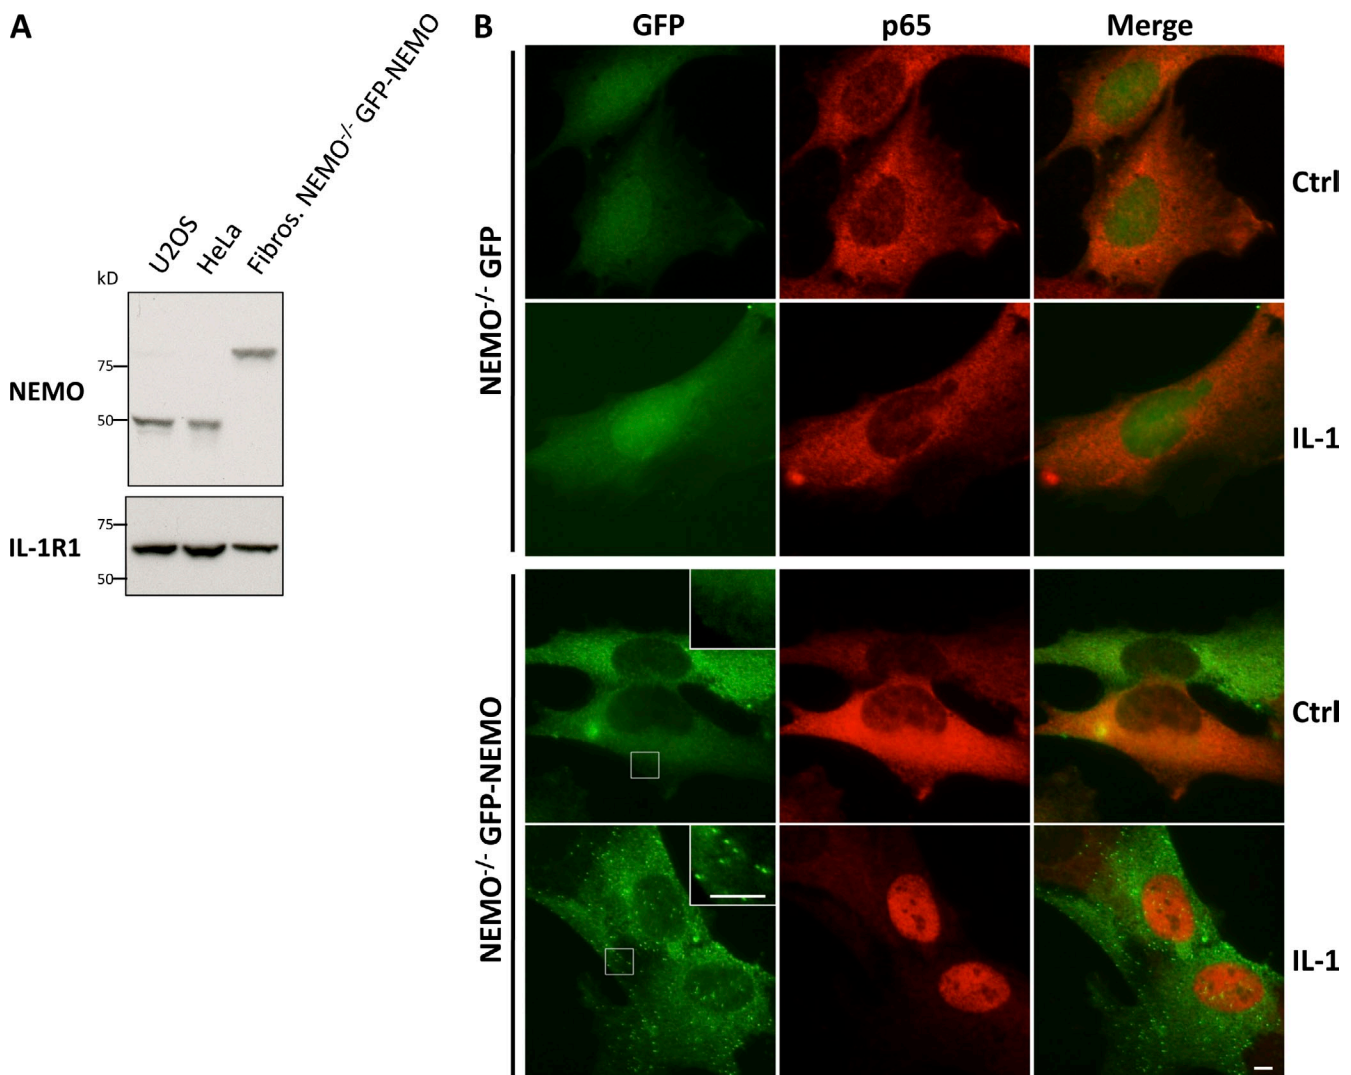 A
U2OS
HeLa
Fibros. NEMO-/- GFP-NEMO
kD
75
50
NEMO
75
50
IL-1R1
B
GFP
p65
Merge
NEMO-/- GFP
Ctrl
IL-1
NEMO-/- GFP-NEMO
Ctrl
IL-1